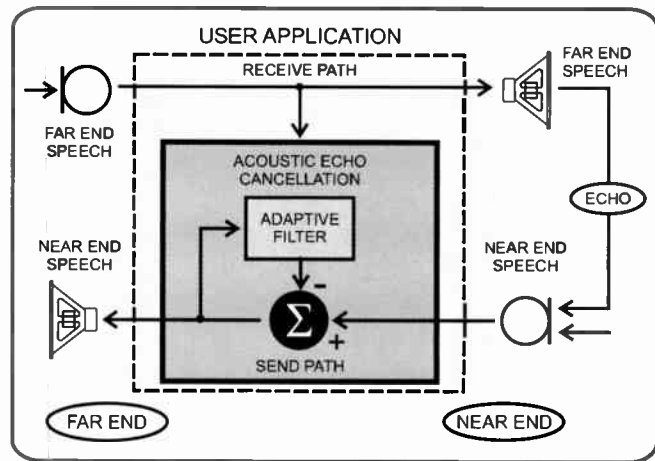 USER APPLICATION
RECEIVE PATH
FAR END
SPEECH
FAR END
SPEECH
ACOUSTIC ECHO
CANCELLATION
ADAPTIVE
FILTER
ECHO
NEAR END
SPEECH
NEAR END
SPEECH
-
Σ
+
SEND PATH
FAR END
NEAR END